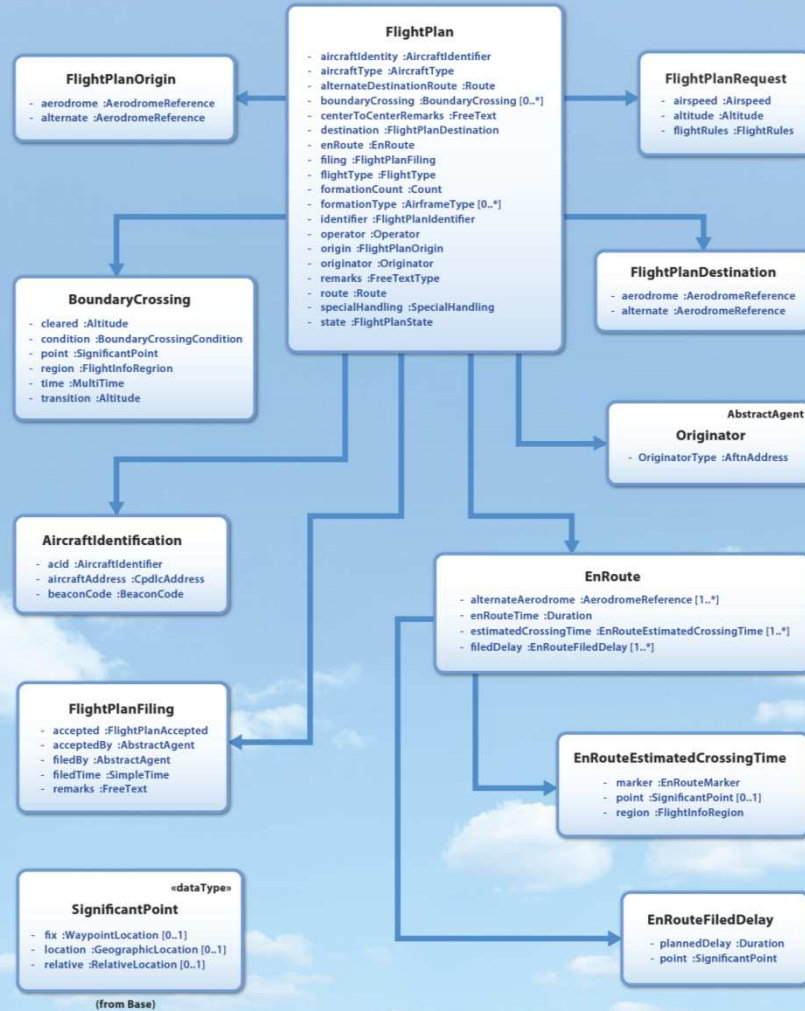 FlightPlan
- aircraftIdentity :AircraftIdentifier
- aircraftType :AircraftType
- alternateDestinationRoute :Route
- boundaryCrossing :BoundaryCrossing [0..*]
- centerToCenterRemarks :FreeText
- destination :FlightPlanDestination
- enRoute :EnRoute
- filing :FlightPlanFiling
- flightType :FlightType
- formationCount :Count
- formationType :AirframeType [0..*]
- identifier :FlightPlanIdentifier
- operator :Operator
- origin :FlightPlanOrigin
- originator :Originator
- remarks :FreeTextType
- route :Route
- specialHandling :SpecialHandling
- state :FlightPlanState
FlightPlanOrigin
- aerodrome :AerodromeReference
- alternate :AerodromeReference
FlightPlanRequest
- airspeed :Airspeed
- altitude :Altitude
- flightRules :FlightRules
BoundaryCrossing
- cleared :Altitude
- condition :BoundaryCrossingCondition
- point :SignificantPoint
- region :FlightInfoRegrion
- time :MultiTime
- transition :Altitude
FlightPlanDestination
- aerodrome :AerodromeReference
- alternate :AerodromeReference
AbstractAgent
Originator
- OriginatorType :AftnAddress
AircraftIdentification
- acid :AircraftIdentifier
- aircraftAddress :CpdlcAddress
- beaconCode :BeaconCode
EnRoute
- alternateAerodrome :AerodromeReference [1..*]
- enRouteTime :Duration
- estimatedCrossingTime :EnRouteEstimatedCrossingTime [1..*]
- filedDelay :EnRouteFiledDelay [1..*]
FlightPlanFiling
- accepted :FlightPlanAccepted
- acceptedBy :AbstractAgent
- filedBy :AbstractAgent
- filedTime :SimpleTime
- remarks :FreeText
EnRouteEstimatedCrossingTime
- marker :EnRouteMarker
- point :SignificantPoint [0..1]
- region :FlightInfoRegion
«dataType»
SignificantPoint
- fix :WaypointLocation [0..1]
- location :GeographicLocation [0..1]
- relative :RelativeLocation [0..1]
(from Base)
EnRouteFiledDelay
- plannedDelay :Duration
- point :SignificantPoint